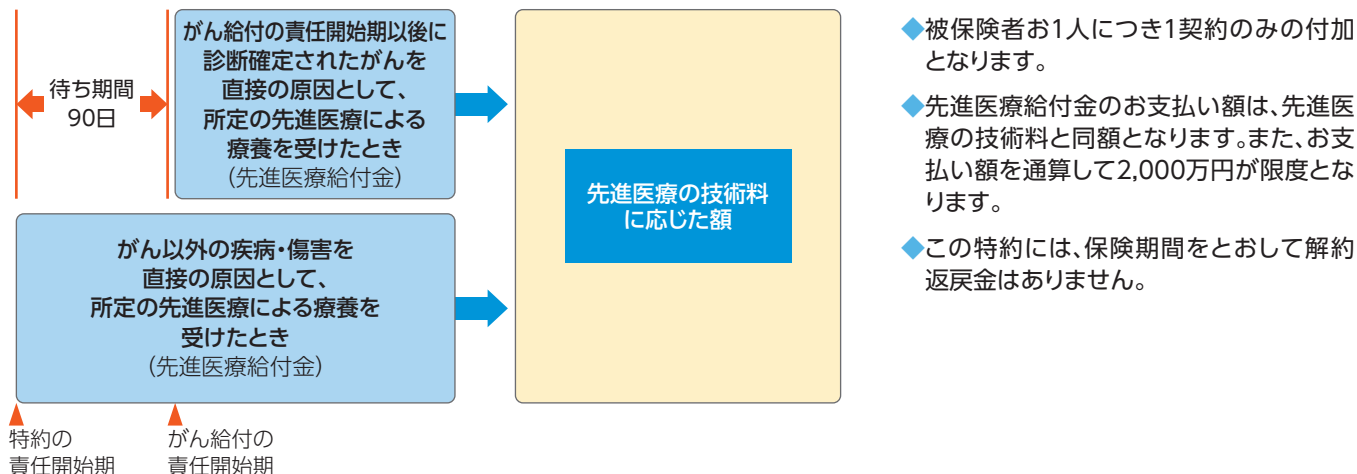 待ち期間
90日
がん給付の責任開始期以後に
診断確定されたがんを
直接の原因として、
所定の先進医療による
療養を受けたとき
(先進医療給付金)
がん以外の疾病・傷害を
直接の原因として、
所定の先進医療による療養を
受けたとき
(先進医療給付金)
特約の
責任開始期
がん給付の
責任開始期
先進医療の技術料
に応じた額
◆被保険者お1人につき1契約のみの付加
となります。
◆先進医療給付金のお支払い額は、先進医
療の技術料と同額となります。また、お支
払い額を通算して2,000万円が限度とな
ります。
◆この特約には、保険期間をとおして解約
返戻金はありません。